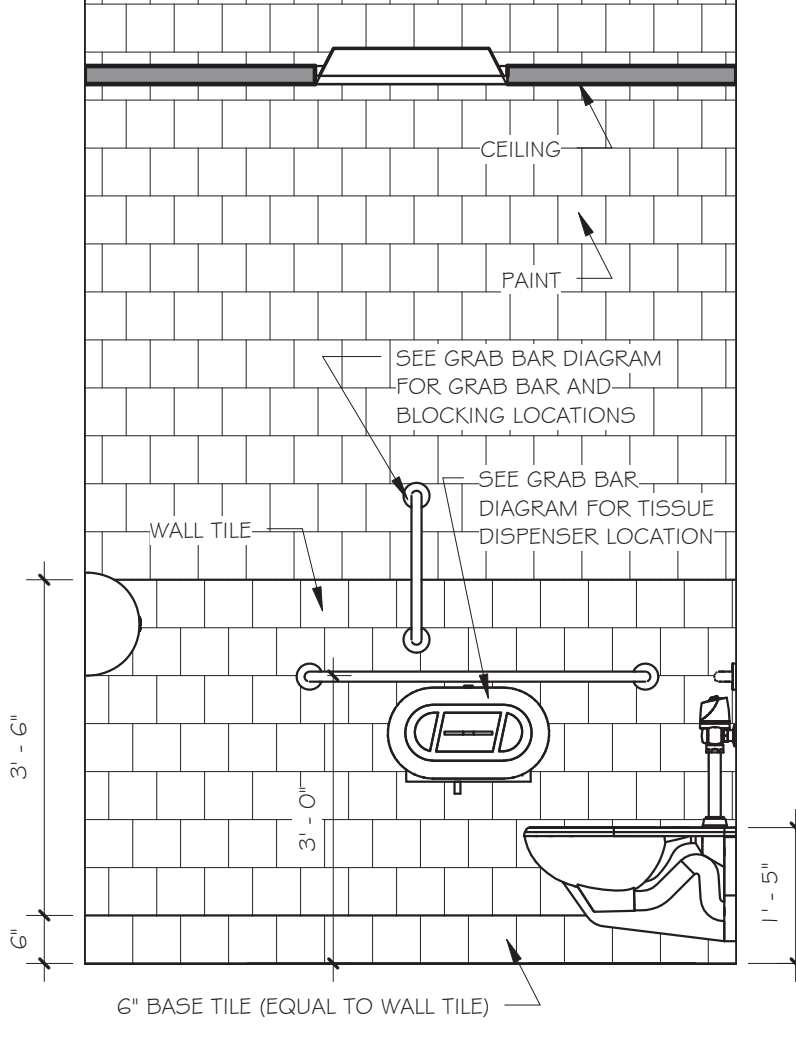 CEILING
PAINT
SEE GRAB BAR DIAGRAM
FOR GRAB BAR AND
BLOCKING LOCATIONS
SEE GRAB BAR
DIAGRAM FOR TISSUE
DISPENSER LOCATION
WALL TILE
3' - 6"
3' - 0"
1' - 5"
6"
6" BASE TILE (EQUAL TO WALL TILE)